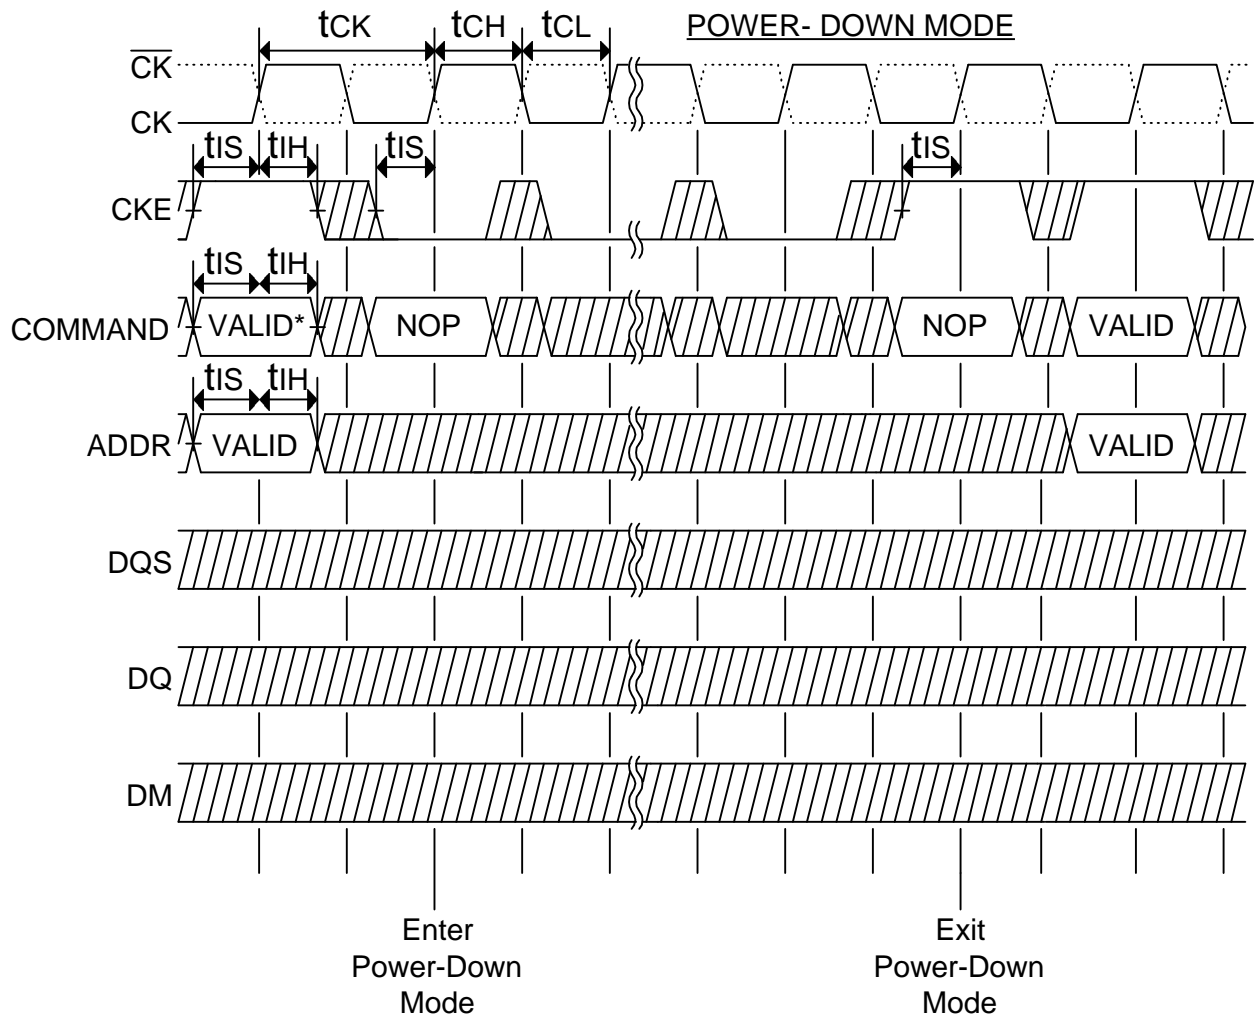 tCK tCH tCL POWER- DOWN MODE
C̅K̅
CK
tIS tIH tIS tIS
CKE
tIS tIH
COMMAND VALID* NOP NOP VALID
tIS tIH
ADDR VALID VALID
DQS
DQ
DM
Enter
Power-Down
Mode
Exit
Power-Down
Mode